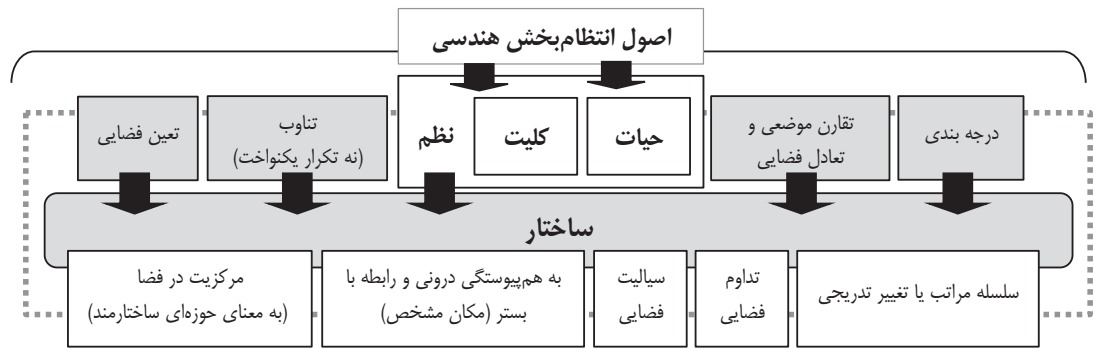 اصول انتظام‌بخش هندسی
درجه بندی
تقارن موضعی و
تعادل فضایی
حیات
کلیت
نظم
تناوب
(نه تکرار یکنواخت)
تعین فضایی
ساختار
سلسله مراتب یا تغییر تدریجی
تداوم
فضایی
سیالیت
فضایی
به هم‌پیوستگی درونی و رابطه با
بستر (مکان مشخص)
مرکزیت در فضا
(به معنای حوزه‌ای ساختارمند)